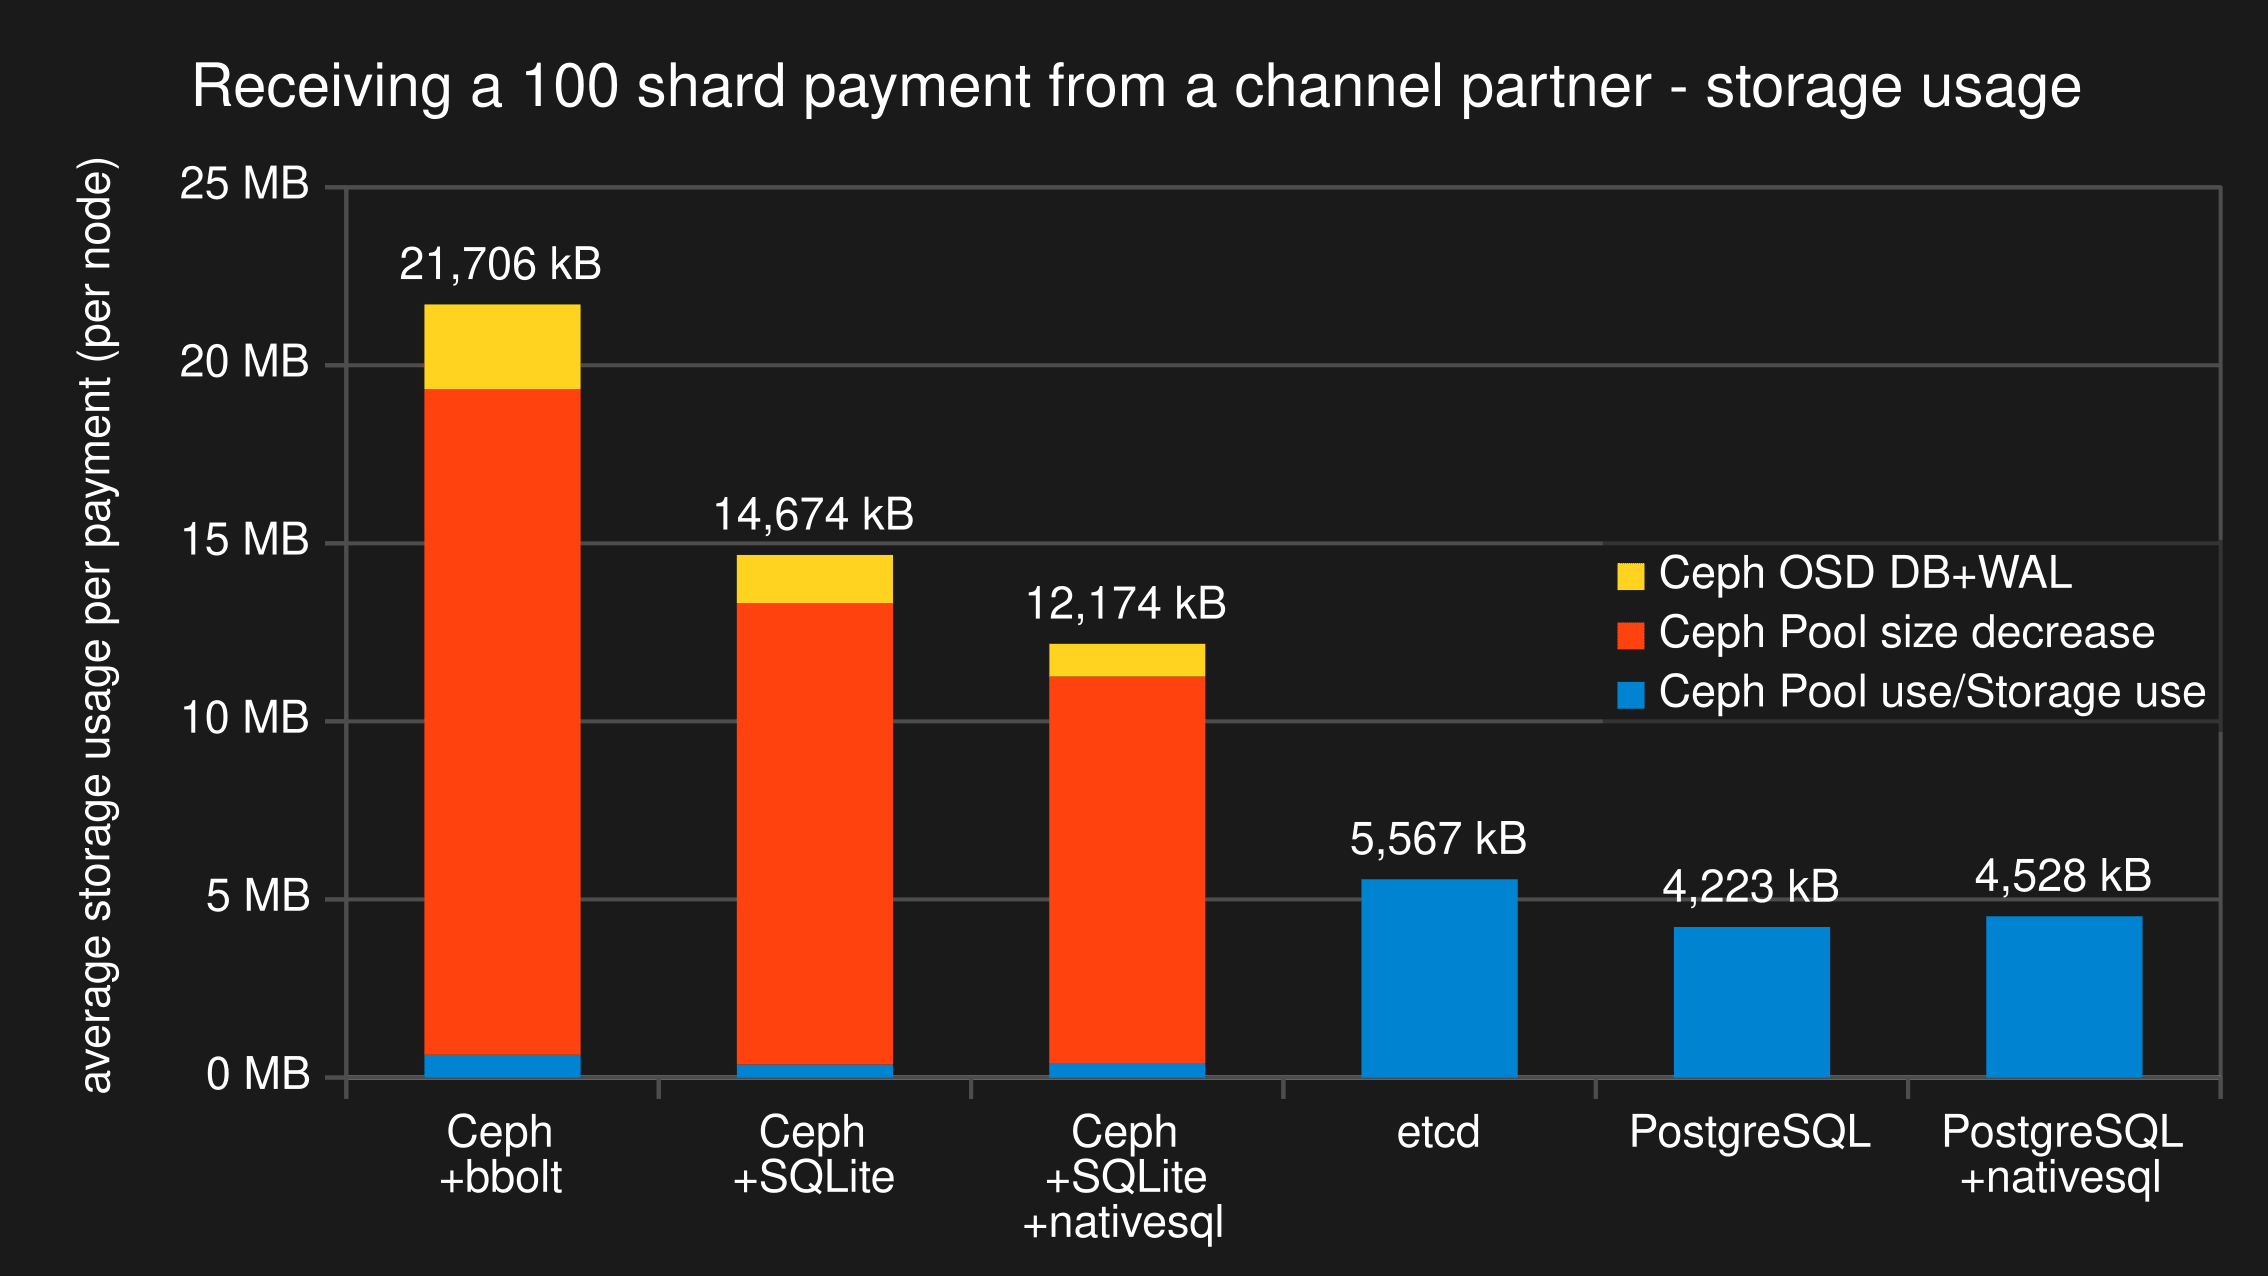 Receiving a 100 shard payment from a channel partner - storage usage
average storage usage per payment (per node)
25 MB
20 MB
15 MB
10 MB
5 MB
0 MB
21,706 kB
14,674 kB
12,174 kB
5,567 kB
4,223 kB
4,528 kB
Ceph OSD DB+WAL
Ceph Pool size decrease
Ceph Pool use/Storage use
Ceph
+bbolt
Ceph
+SQLite
Ceph
+SQLite
+nativesql
etcd
PostgreSQL
PostgreSQL
+nativesql